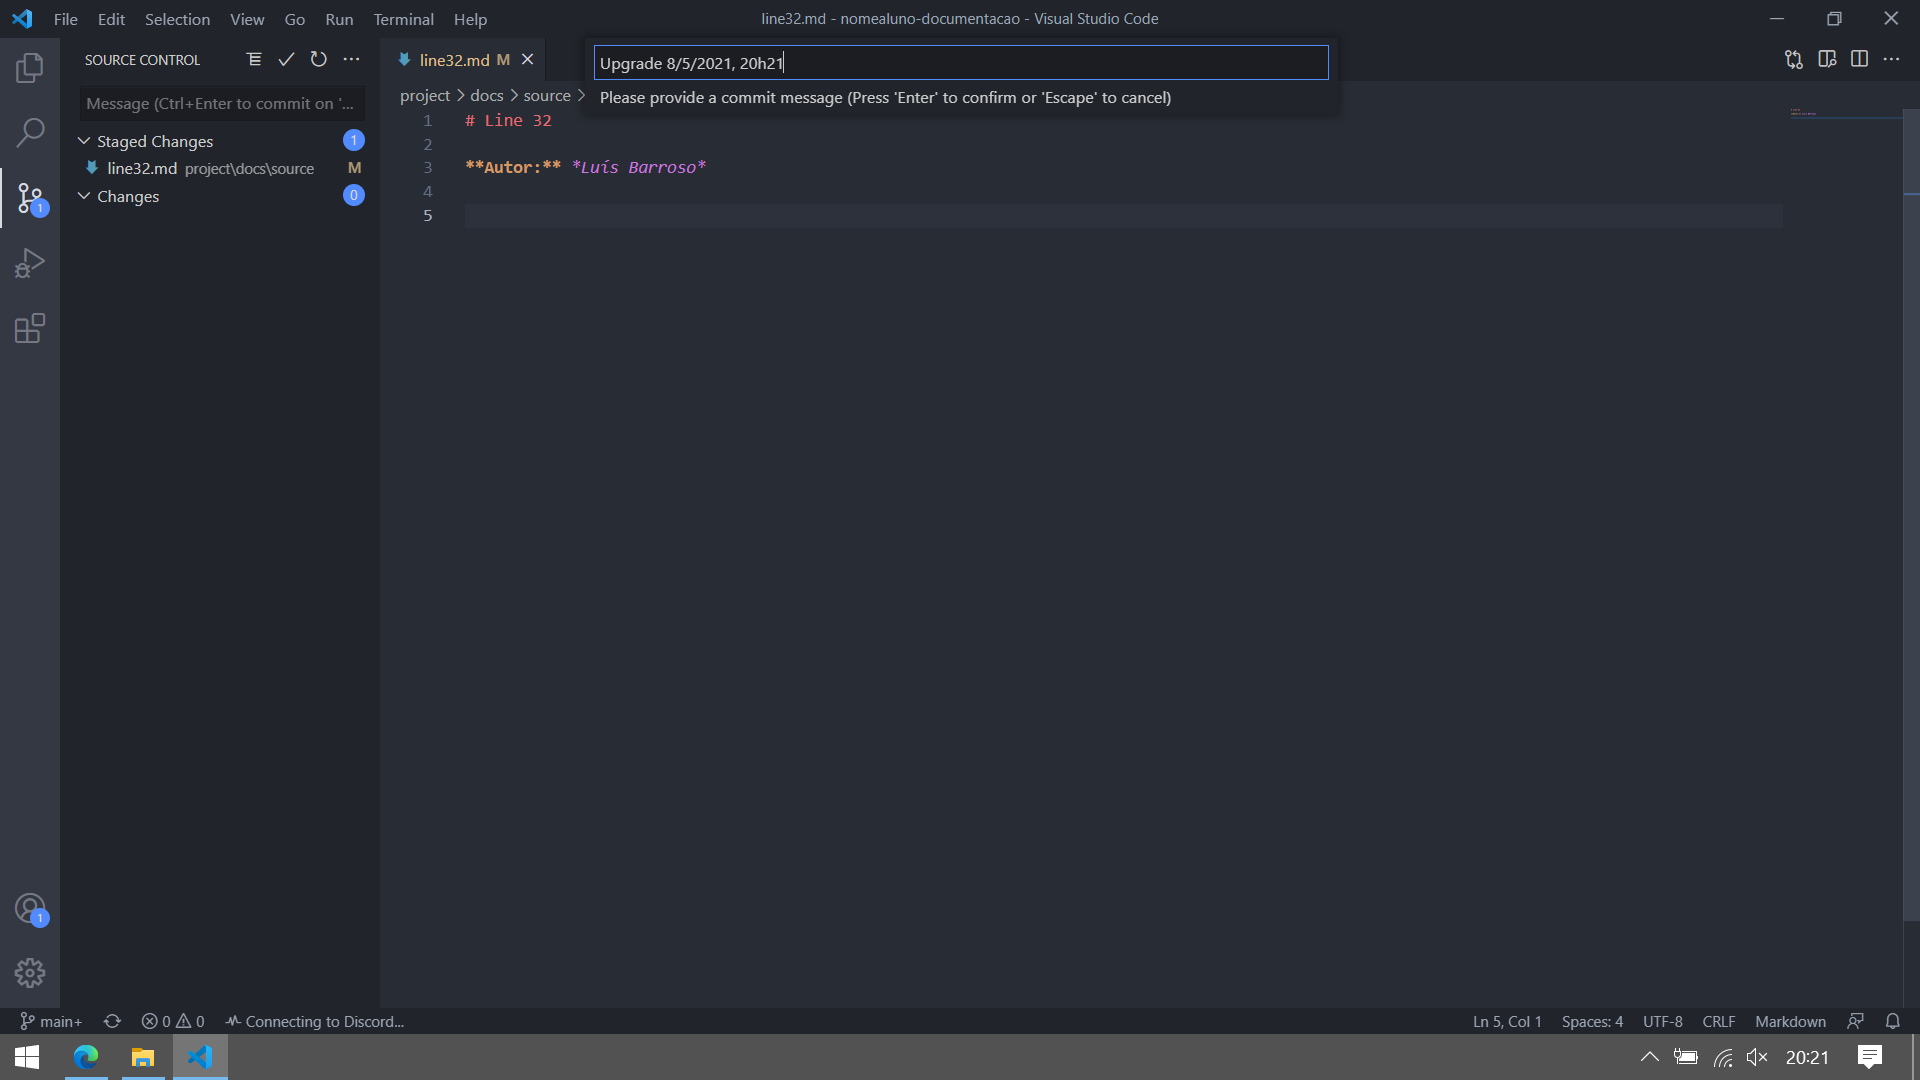 File Edit Selection View Go Run Terminal Help
line32.md - nomealuno-documentacao - Visual Studio Code
SOURCE CONTROL
line32.md M
Upgrade 8/5/2021, 20h21
Please provide a commit message (Press 'Enter' to confirm or 'Escape' to cancel)
Message (Ctrl+Enter to commit on '...
project > docs > source >
Staged Changes 1
line32.md project\docs\source M
Changes 0
1 # Line 32
2
3 **Autor:** *Luís Barroso*
4
5
1
1
main+ 0 0 Connecting to Discord...
Ln 5, Col 1 Spaces: 4 UTF-8 CRLF Markdown
20:21